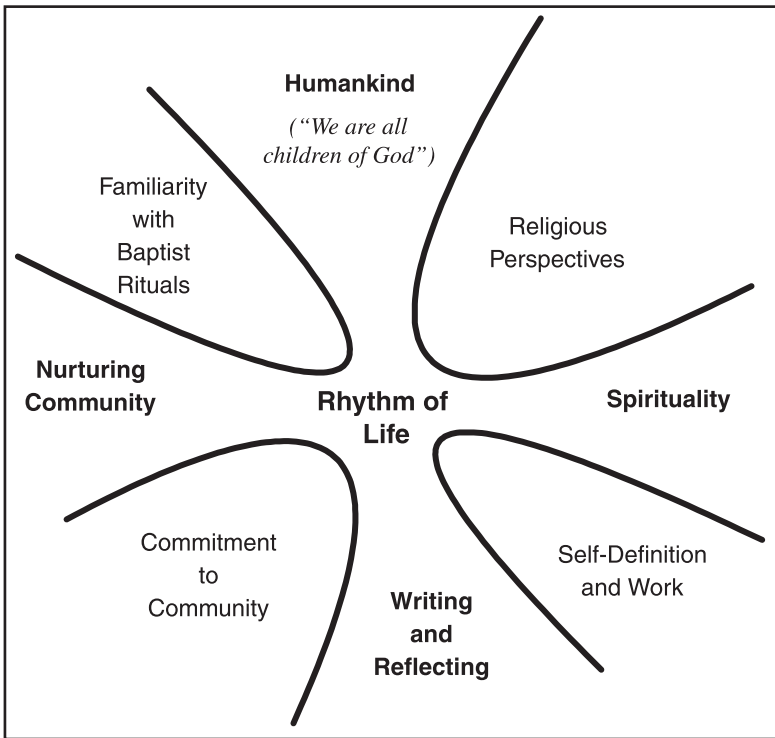 Humankind
(“We are all
children of God”)
Familiarity
with
Baptist
Rituals
Religious
Perspectives
Nurturing
Community
Rhythm of
Life
Spirituality
Commitment
to
Community
Writing
and
Reflecting
Self-Definition
and Work